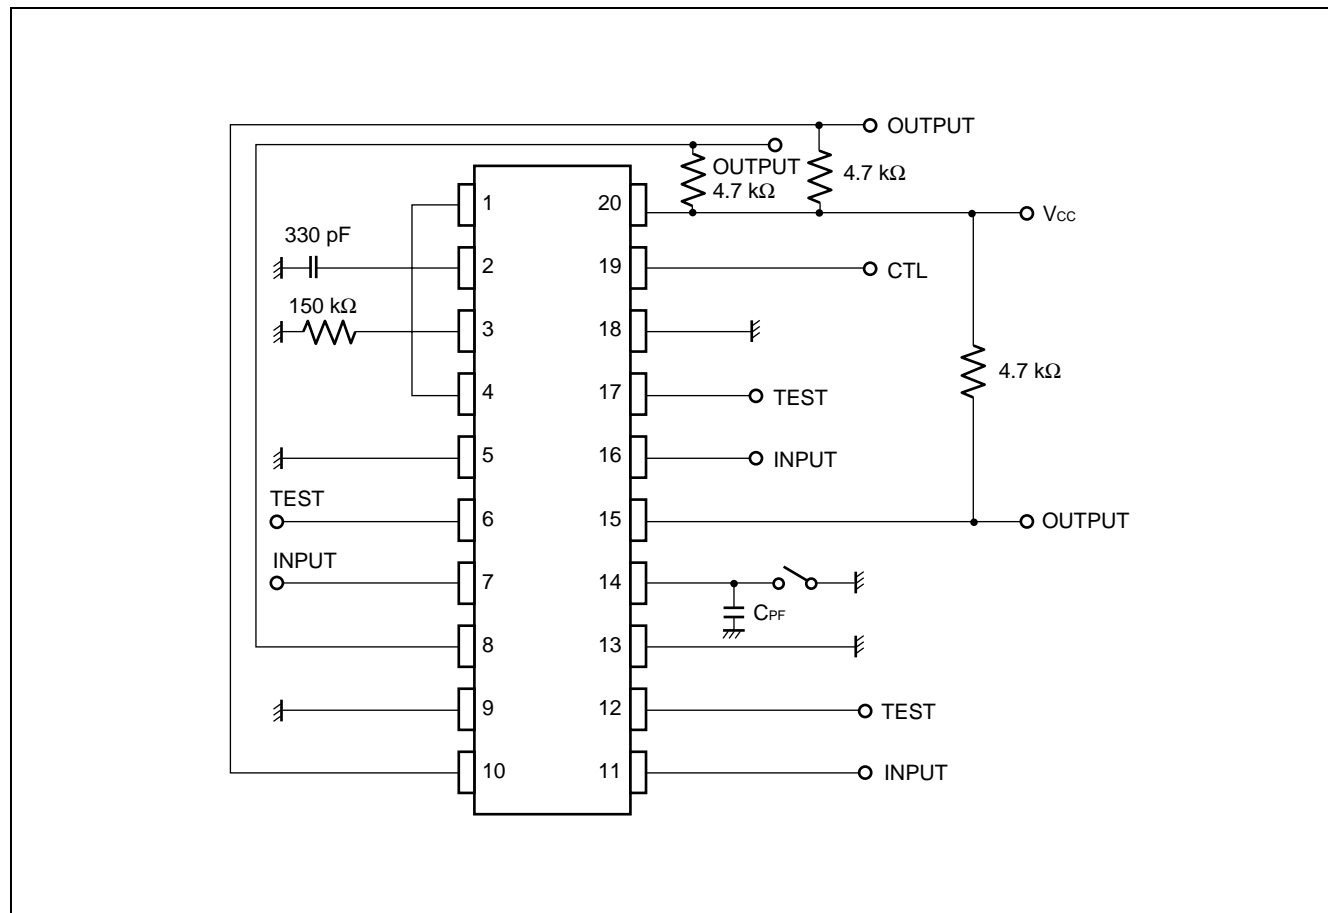 OUTPUT
OUTPUT
4.7 kΩ
4.7 kΩ
1
20
VCC
330 pF
2
19
CTL
150 kΩ
3
18
4.7 kΩ
4
17
TEST
5
16
INPUT
TEST
6
15
OUTPUT
INPUT
7
14
CPF
8
13
9
12
TEST
10
11
INPUT